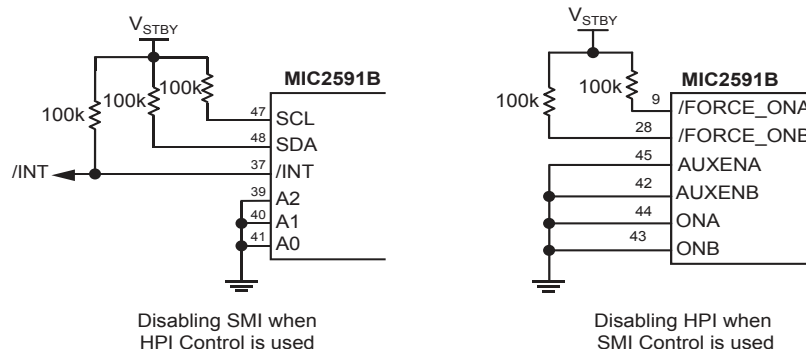 VSTBY
MIC2591B
100k
100k
100k
47
SCL
48
SDA
/INT
37
/INT
39
A2
40
A1
41
A0
Disabling SMI when
HPI Control is used
VSTBY
MIC2591B
100k
100k
9
/FORCE_ONA
28
/FORCE_ONB
45
AUXENA
42
AUXENB
44
ONA
43
ONB
Disabling HPI when
SMI Control is used